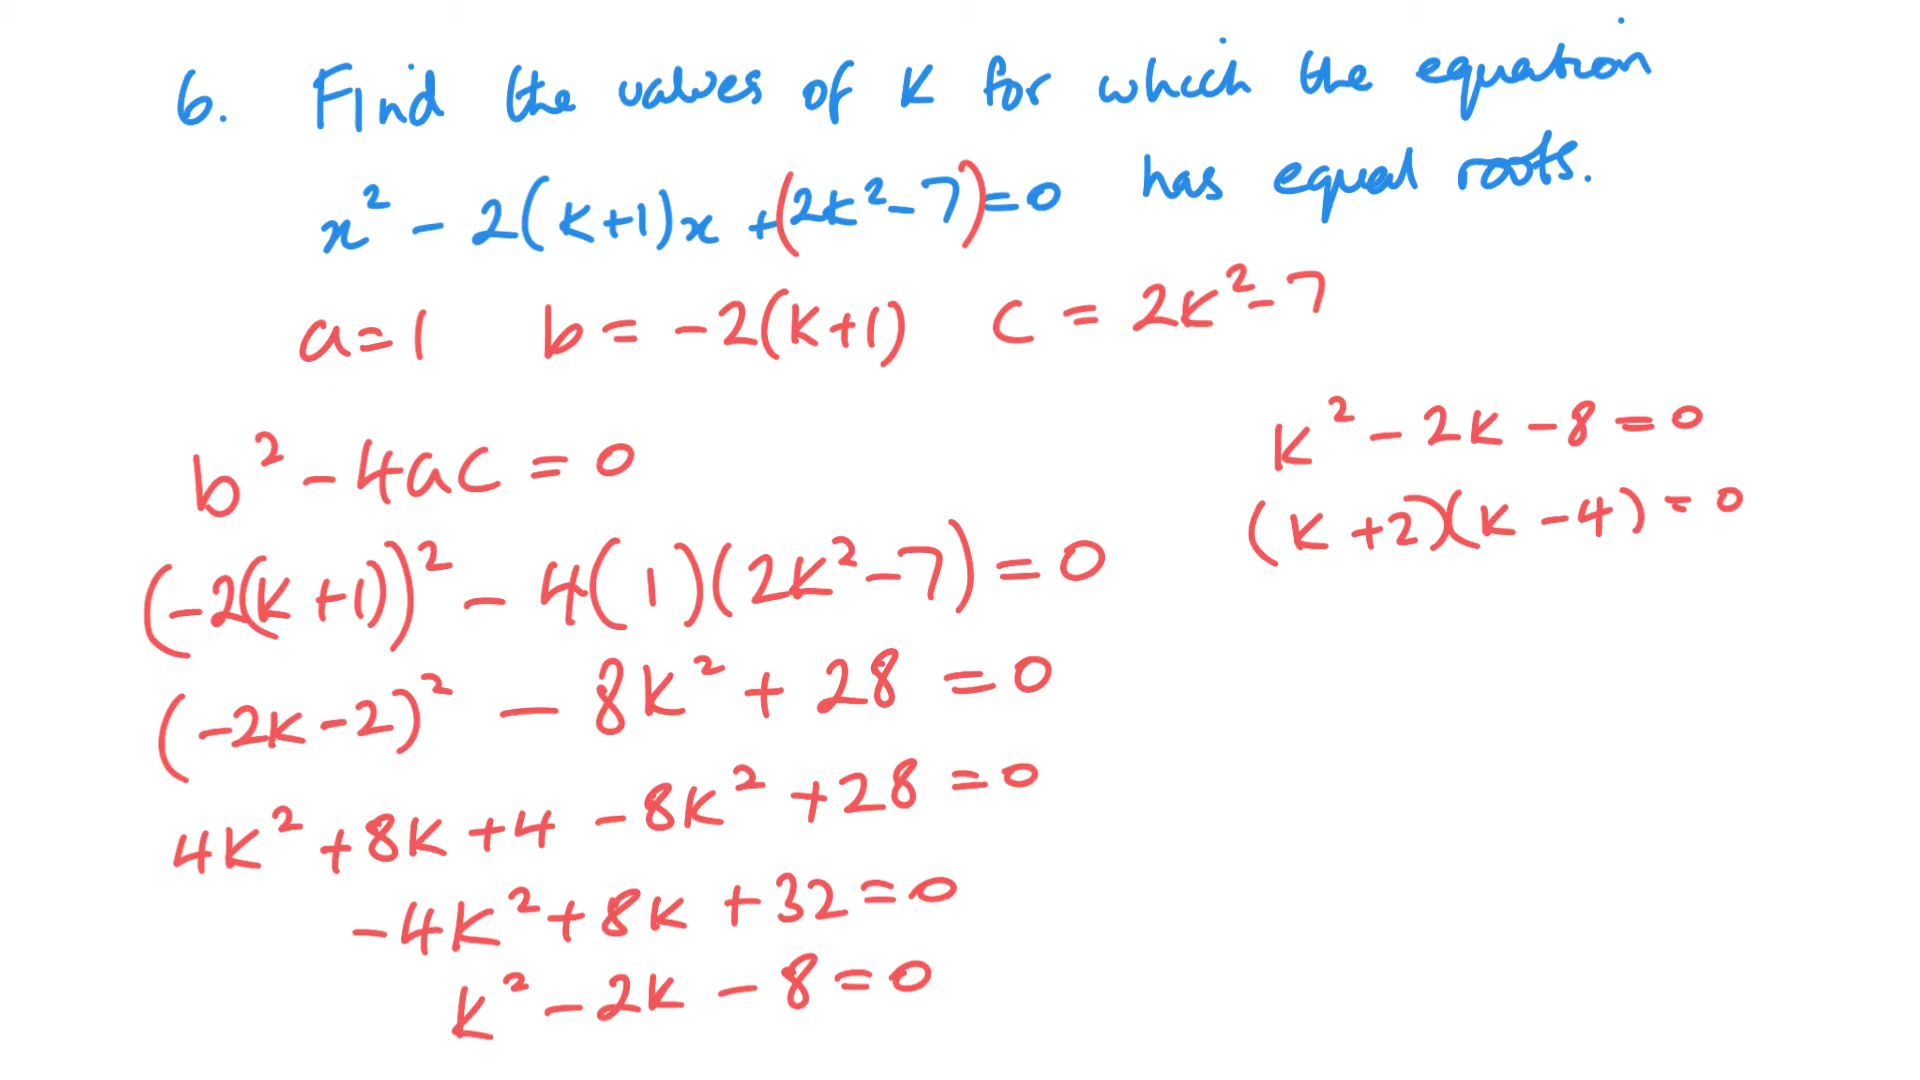 6. Find the values of K for which the equation
x² - 2(K+1)x + (2K² - 7) = 0 has equal roots.
a = 1 b = -2(K+1) c = 2K² - 7
b² - 4ac = 0
(-2(K+1))² - 4(1)(2K² - 7) = 0
(-2K - 2)² - 8K² + 28 = 0
4K² + 8K + 4 - 8K² + 28 = 0
-4K² + 8K + 32 = 0
K² - 2K - 8 = 0
K² - 2K - 8 = 0
(K + 2)(K - 4) = 0